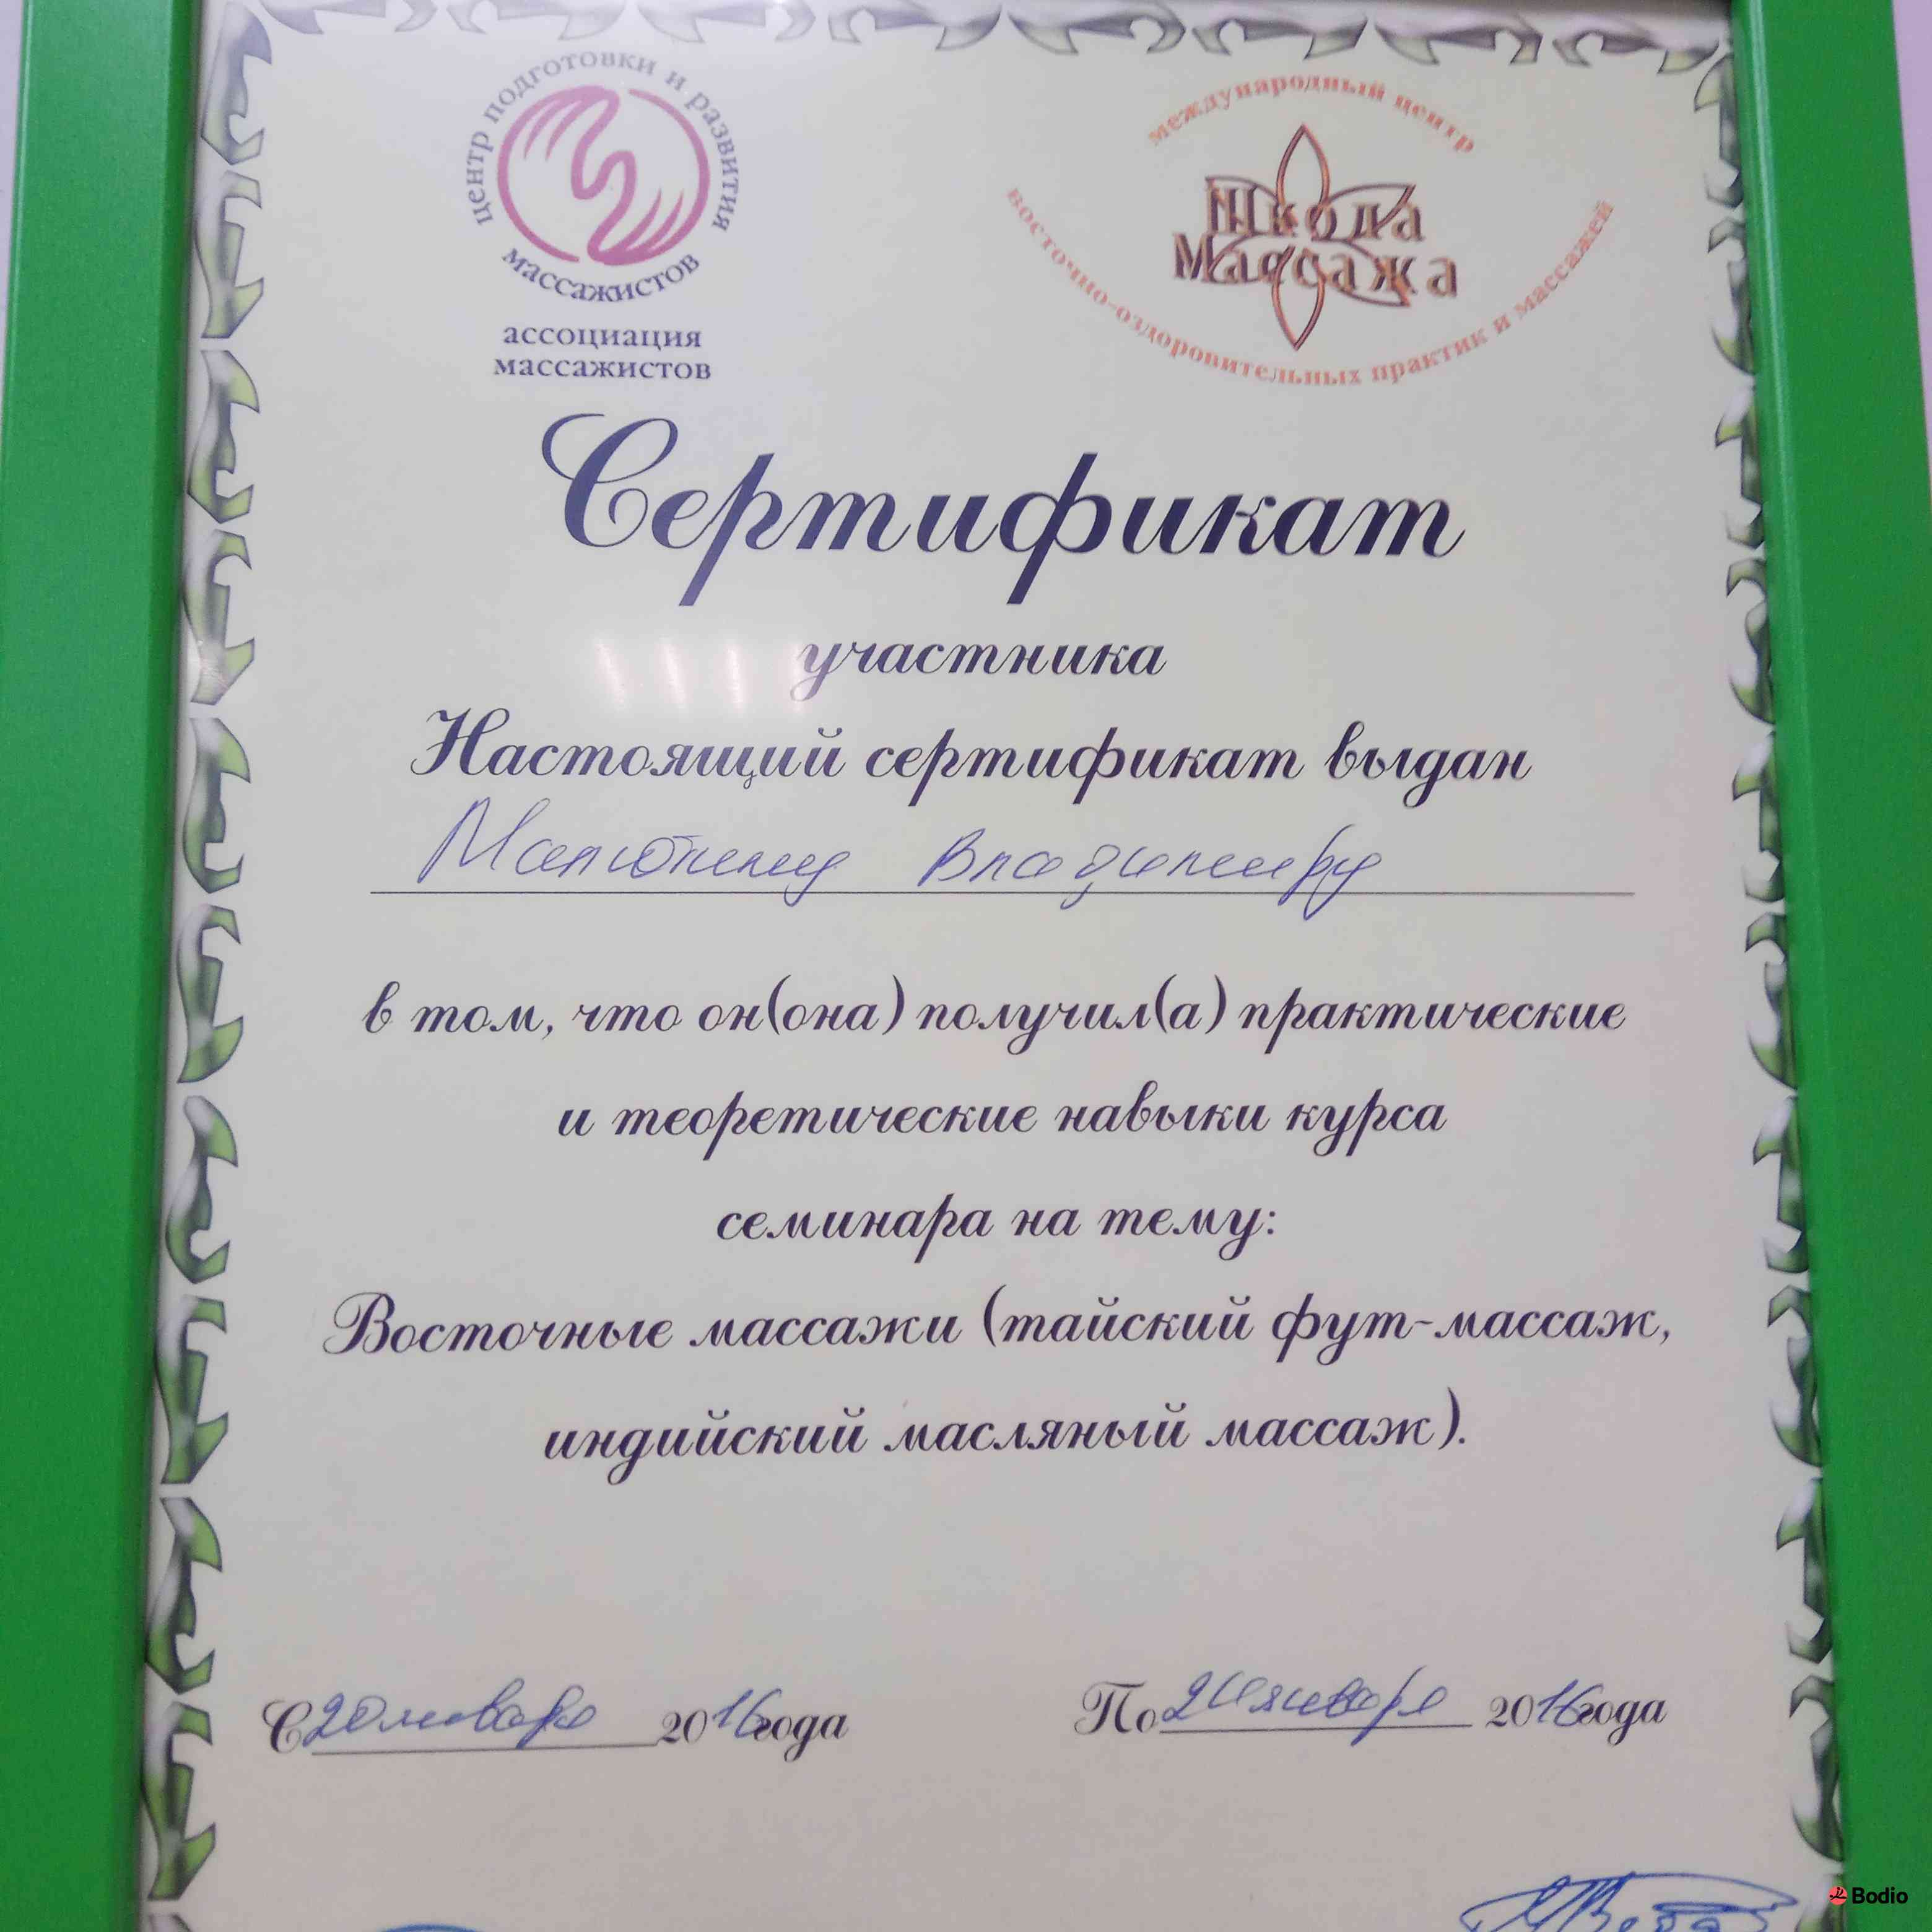 центр подготовки и развития
массажистов
ассоциация
массажистов
международный центр
Школа
Массажа
восточно-оздоровительных практик и массажей
Сертификат
участника
Настоящий сертификат выдан
Владимиру
в том, что он(она) получил(а) практические
и теоретические навыки курса
семинара на тему:
Восточные массажи (тайский фут-массаж,
индийский масляный массаж).
С 20 января 2016 года
По 24 января 2016 года
Bodio